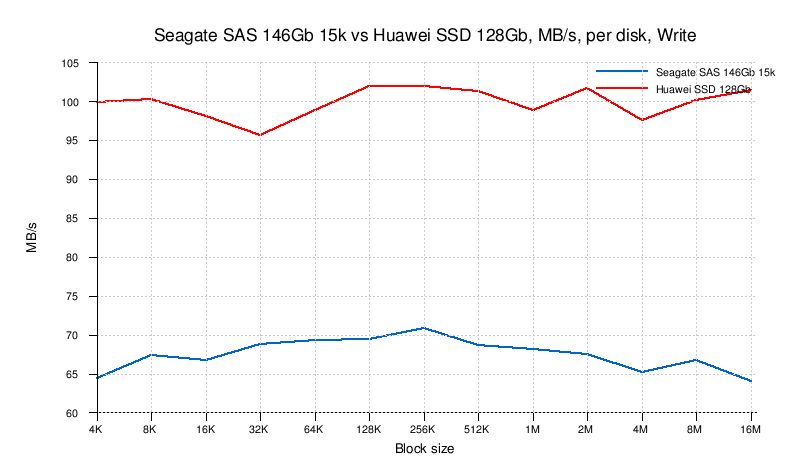 Seagate SAS 146Gb 15k vs Huawei SSD 128Gb, MB/s, per disk, Write
Seagate SAS 146Gb 15k
Huawei SSD 128Gb
MB/s
105
100
95
90
85
80
75
70
65
60
4K 8K 16K 32K 64K 128K 256K 512K 1M 2M 4M 8M 16M
Block size